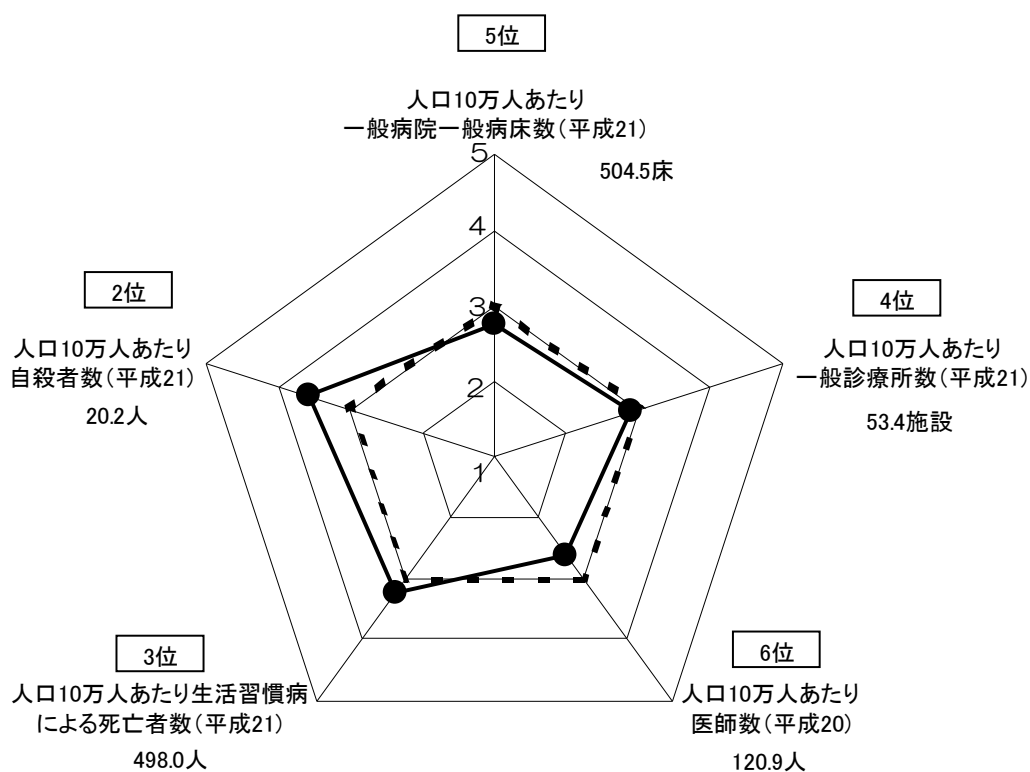 5位
人口10万人あたり
一般病院一般病床数(平成21)
504.5床
5
4
3
2
1
2位
人口10万人あたり
自殺者数(平成21)
20.2人
4位
人口10万人あたり
一般診療所数(平成21)
53.4施設
3位
人口10万人あたり生活習慣病
による死亡者数(平成21)
498.0人
6位
人口10万人あたり
医師数(平成20)
120.9人